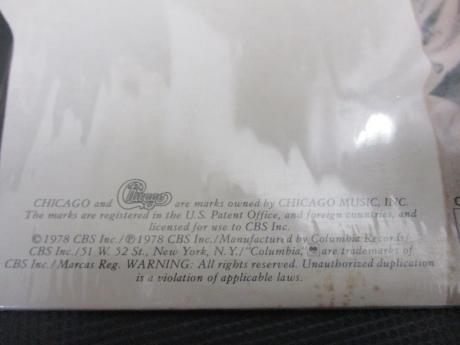 CHICAGO and Chicago are marks owned by CHICAGO MUSIC, INC.
The marks are registered in the U.S. Patent Office, and foreign countries, and
licensed for use to CBS Inc.
©1978 CBS Inc./℗1978 CBS Inc./Manufactured by Columbia Records/
CBS Inc./51 W. 52 St., New York, N.Y./"Columbia," are trademarks of
CBS Inc./Marcas Reg. WARNING: All rights reserved. Unauthorized duplication
is a violation of applicable laws.